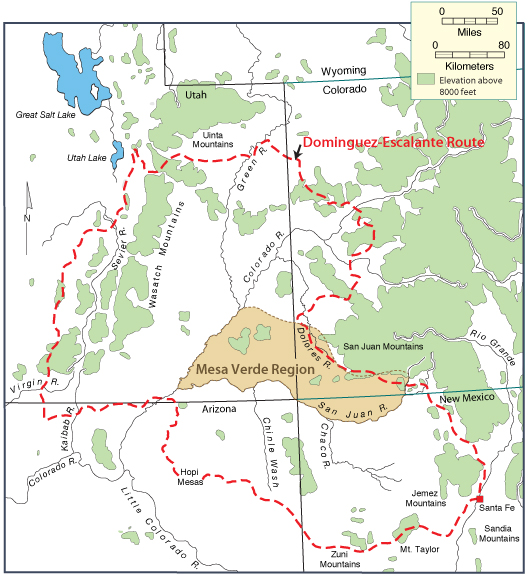 0 50
Miles
0 80
Kilometers
Elevation above
8000 feet
Wyoming
Colorado
Utah
Great Salt Lake
Uinta
Mountains
Dominguez-Escalante Route
Utah Lake
Green R.
N
Wasatch Mountains
Sevier R.
Colorado R.
Dolores R.
San Juan Mountains
Rio Grande
Mesa Verde Region
Virgin R.
Arizona
San Juan R.
New Mexico
Kaibab R.
Chinle Wash
Chaco R.
Colorado R.
Hopi
Mesas
Little Colorado R.
Jemez
Mountains
Santa Fe
Sandia
Mountains
Mt. Taylor
Zuni
Mountains